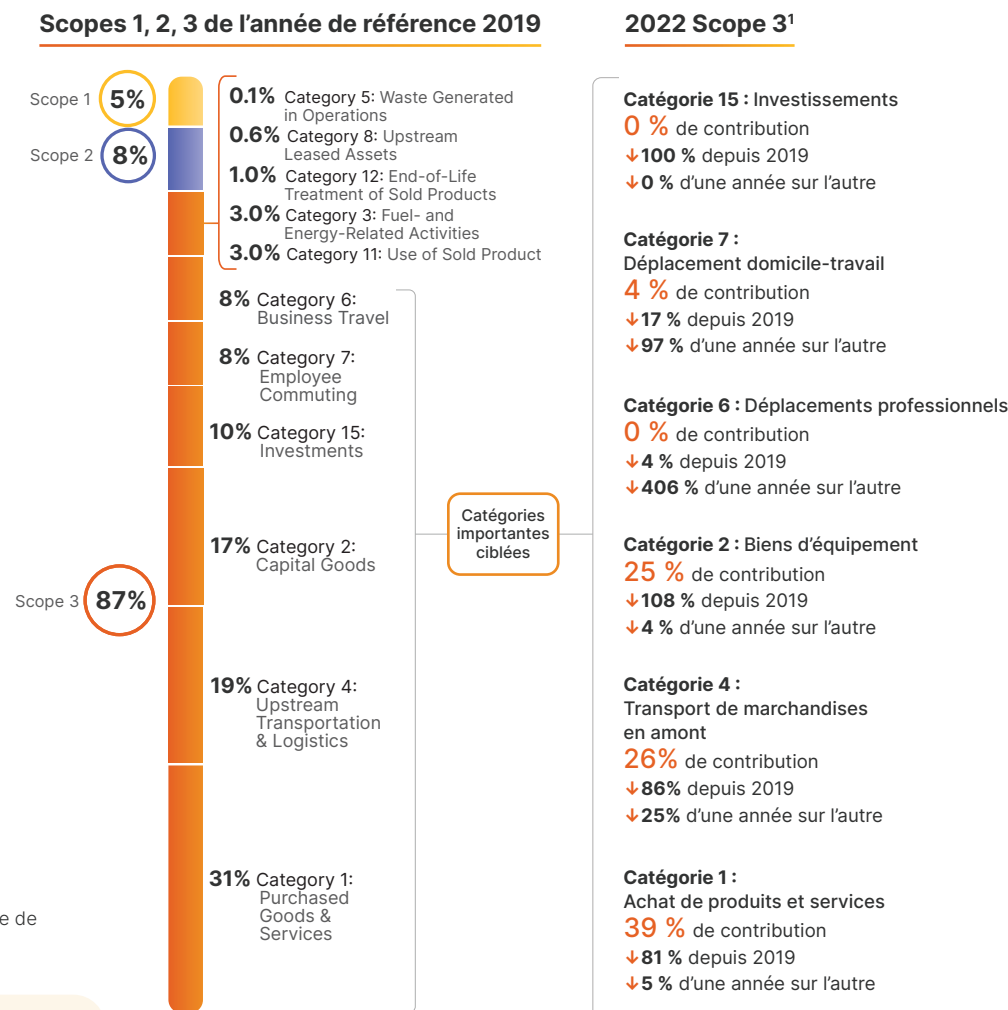 Scopes 1, 2, 3 de l’année de référence 2019
Scope 1
5%
Scope 2
8%
Scope 3
87%
0.1% Category 5: Waste Generated
in Operations
0.6% Category 8: Upstream
Leased Assets
1.0% Category 12: End-of-Life
Treatment of Sold Products
3.0% Category 3: Fuel- and
Energy-Related Activities
3.0% Category 11: Use of Sold Product
8% Category 6:
Business Travel
8% Category 7:
Employee
Commuting
10% Category 15:
Investments
17% Category 2:
Capital Goods
19% Category 4:
Upstream
Transportation
& Logistics
31% Category 1:
Purchased
Goods &
Services
e de
Catégories
importantes
ciblées
2022 Scope 3¹
Catégorie 15 : Investissements
0 % de contribution
↓100 % depuis 2019
↓0 % d’une année sur l’autre
Catégorie 7 :
Déplacement domicile-travail
4 % de contribution
↓17 % depuis 2019
↓97 % d’une année sur l’autre
Catégorie 6 : Déplacements professionnels
0 % de contribution
↓4 % depuis 2019
↓406 % d’une année sur l’autre
Catégorie 2 : Biens d’équipement
25 % de contribution
↓108 % depuis 2019
↓4 % d’une année sur l’autre
Catégorie 4 :
Transport de marchandises
en amont
26% de contribution
↓86% depuis 2019
↓25% d’une année sur l’autre
Catégorie 1 :
Achat de produits et services
39 % de contribution
↓81 % depuis 2019
↓5 % d’une année sur l’autre